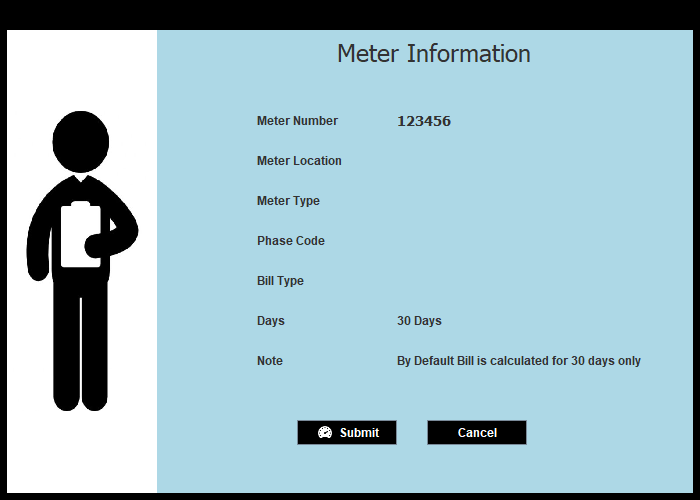 Meter Information
Meter Number 123456
Meter Location
Meter Type
Phase Code
Bill Type
Days 30 Days
Note By Default Bill is calculated for 30 days only
Submit Cancel